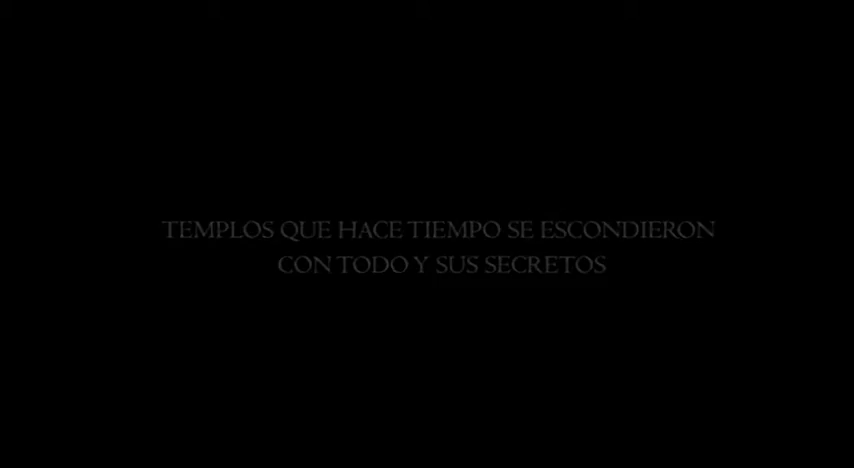 TEMPLOS QUE HACE TIEMPO SE ESCONDIERON
CON TODO Y SUS SECRETOS